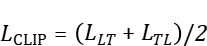 L_CLIP = (L_LT + L_TL)/2